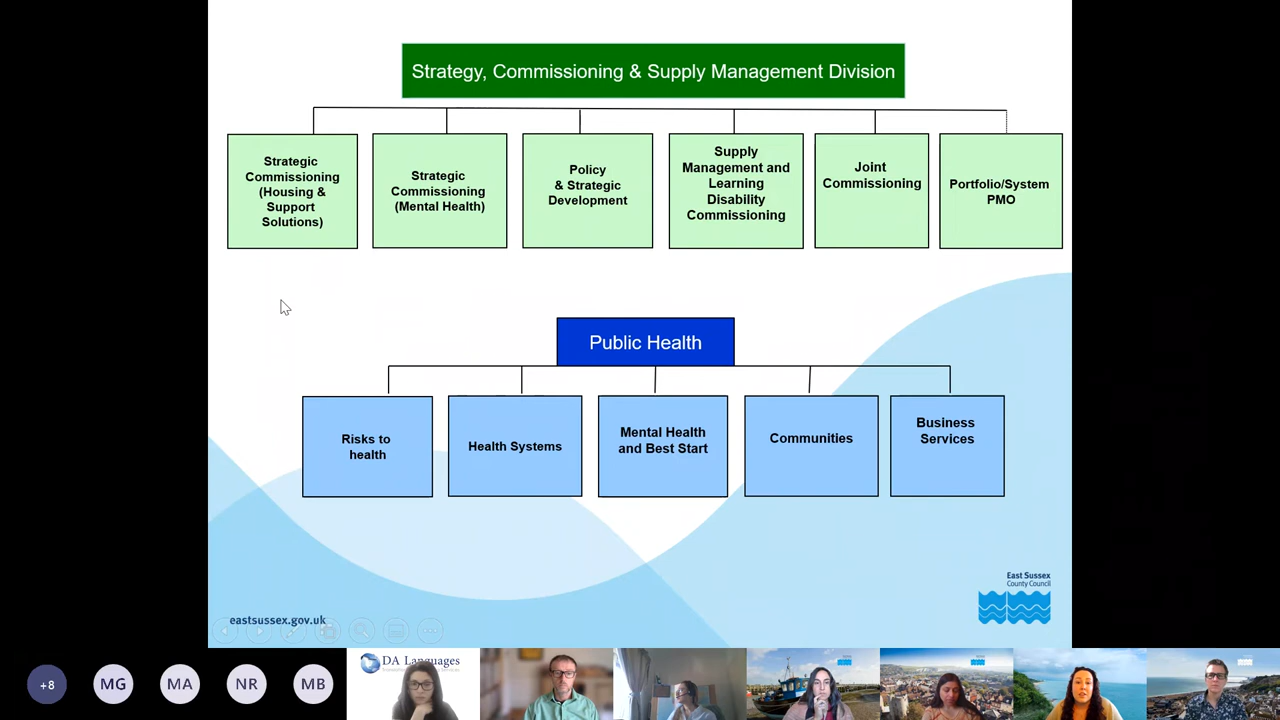 Strategy, Commissioning & Supply Management Division
Strategic
Commissioning
(Housing &
Support
Solutions)
Strategic
Commissioning
(Mental Health)
Policy
& Strategic
Development
Supply
Management and
Learning
Disability
Commissioning
Joint
Commissioning
Portfolio/System
PMO
Public Health
Risks to
health
Health Systems
Mental Health
and Best Start
Communities
Business
Services
East Sussex
County Council
eastsussex.gov.uk
+8
MG
MA
NR
MB
DA Languages